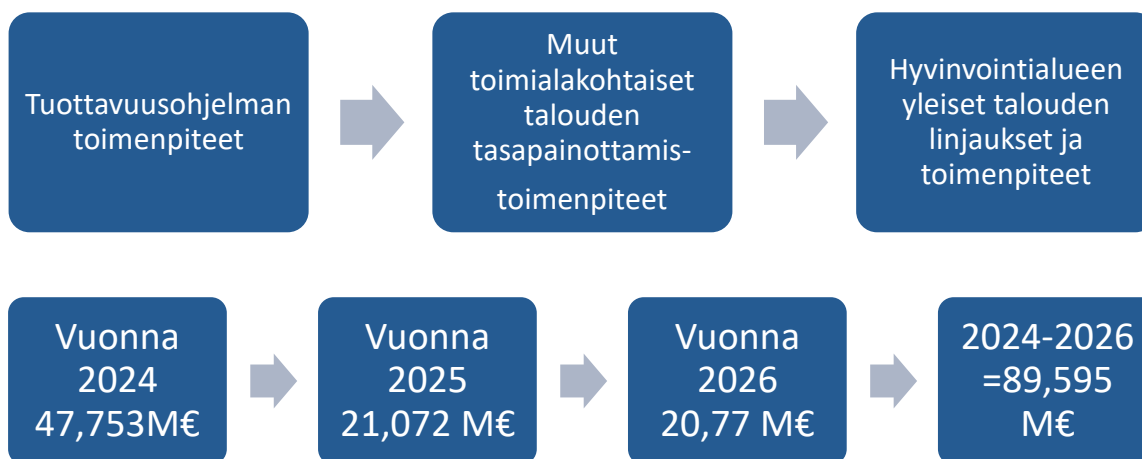 Tuottavuusohjelman
toimenpiteet
Muut
toimialakohtaiset
talouden
tasapainottamis-
toimenpiteet
Hyvinvointialueen
yleiset talouden
linjaukset ja
toimenpiteet
Vuonna
2024
47,753M€
Vuonna
2025
21,072 M€
Vuonna
2026
20,77 M€
2024-2026
=89,595
M€